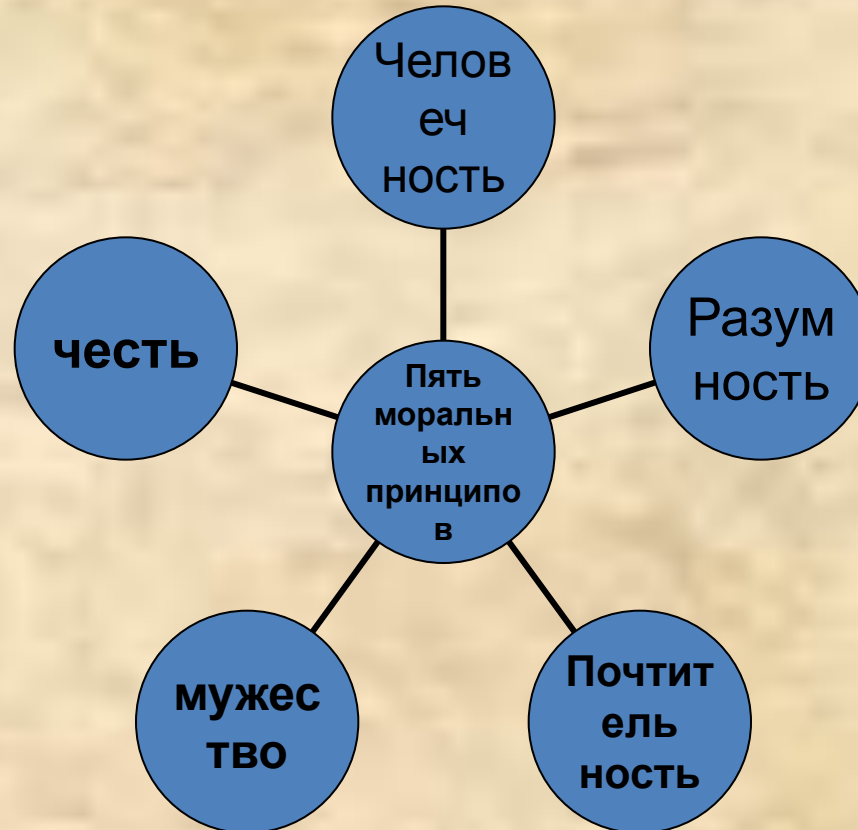 Челов
еч
ность
Разум
ность
Почтит
ель
ность
мужес
тво
честь
Пять
моральн
ых
принципо
в